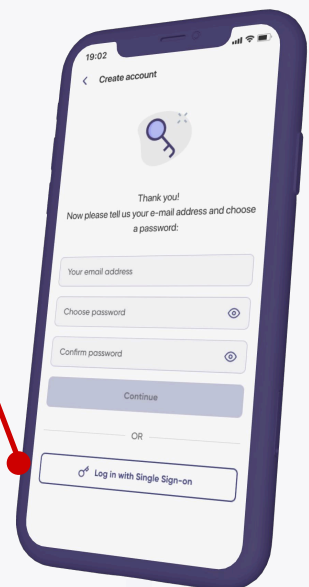 19:02
Create account
Thank you!
Now please tell us your e-mail address and choose
a password:
Your email address
Choose password
Confirm password
Continue
OR
Log in with Single Sign-on